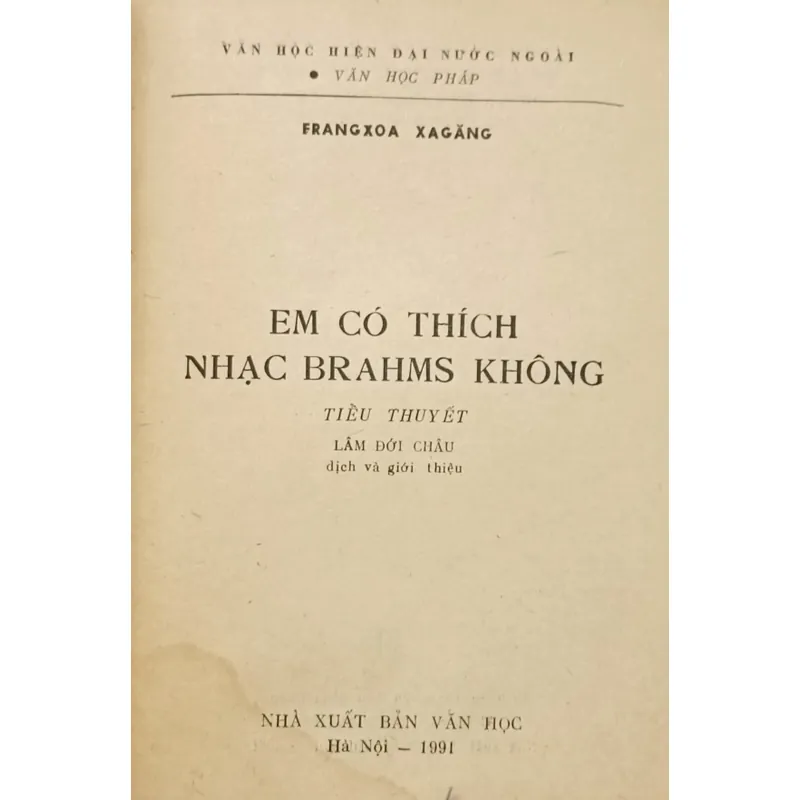 VĂN HỌC HIỆN ĐẠI NƯỚC NGOÀI
● VĂN HỌC PHÁP
FRANGXOA XAGĂNG
EM CÓ THÍCH
NHẠC BRAHMS KHÔNG
TIỂU THUYẾT
LÂM ĐỚI CHÂU
dịch và giới thiệu
NHÀ XUẤT BẢN VĂN HỌC
Hà Nội — 1991